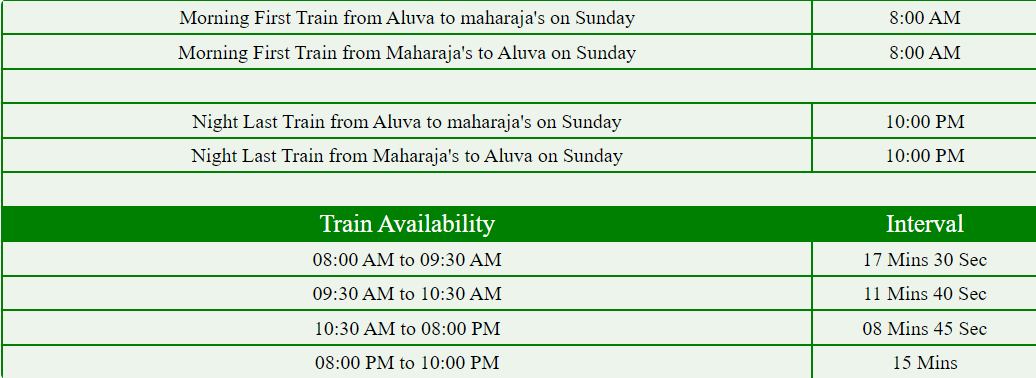 Morning First Train from Aluva to maharaja's on Sunday 8:00 AM
Morning First Train from Maharaja's to Aluva on Sunday 8:00 AM
Night Last Train from Aluva to maharaja's on Sunday 10:00 PM
Night Last Train from Maharaja's to Aluva on Sunday 10:00 PM
Train Availability Interval
08:00 AM to 09:30 AM 17 Mins 30 Sec
09:30 AM to 10:30 AM 11 Mins 40 Sec
10:30 AM to 08:00 PM 08 Mins 45 Sec
08:00 PM to 10:00 PM 15 Mins